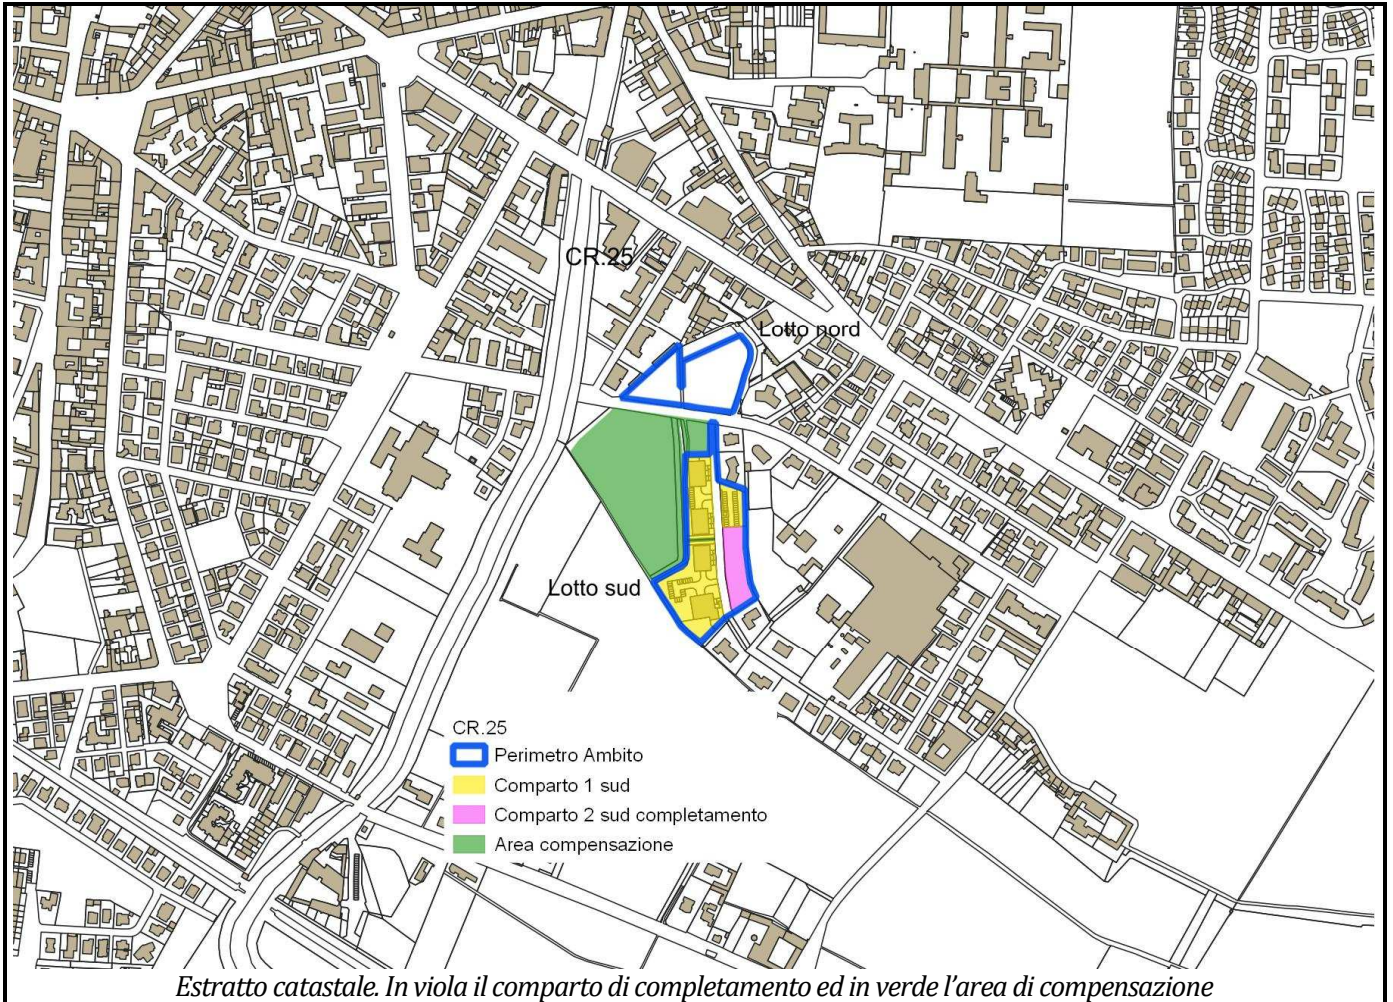 CR.25
Lotto nord
Lotto sud
CR.25
Perimetro Ambito
Comparto 1 sud
Comparto 2 sud completamento
Area compensazione
Estratto catastale. In viola il comparto di completamento ed in verde l'area di compensazione